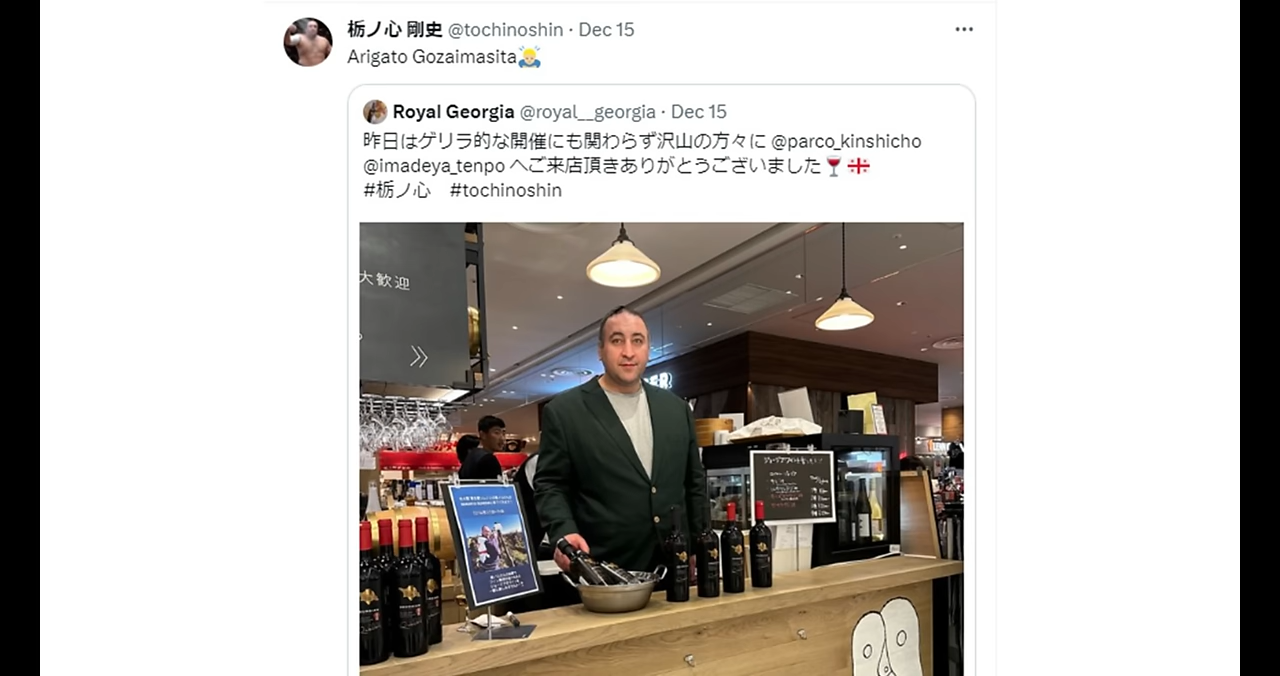 栃ノ心 剛史 @tochinoshin · Dec 15
Arigato Gozaimasita
Royal Georgia @royal__georgia · Dec 15
昨日はゲリラ的な開催にも関わらず沢山の方々に @parco_kinshicho
@imadeya_tenpo へご来店頂きありがとうございました
#栃ノ心 #tochinoshin
大歓迎